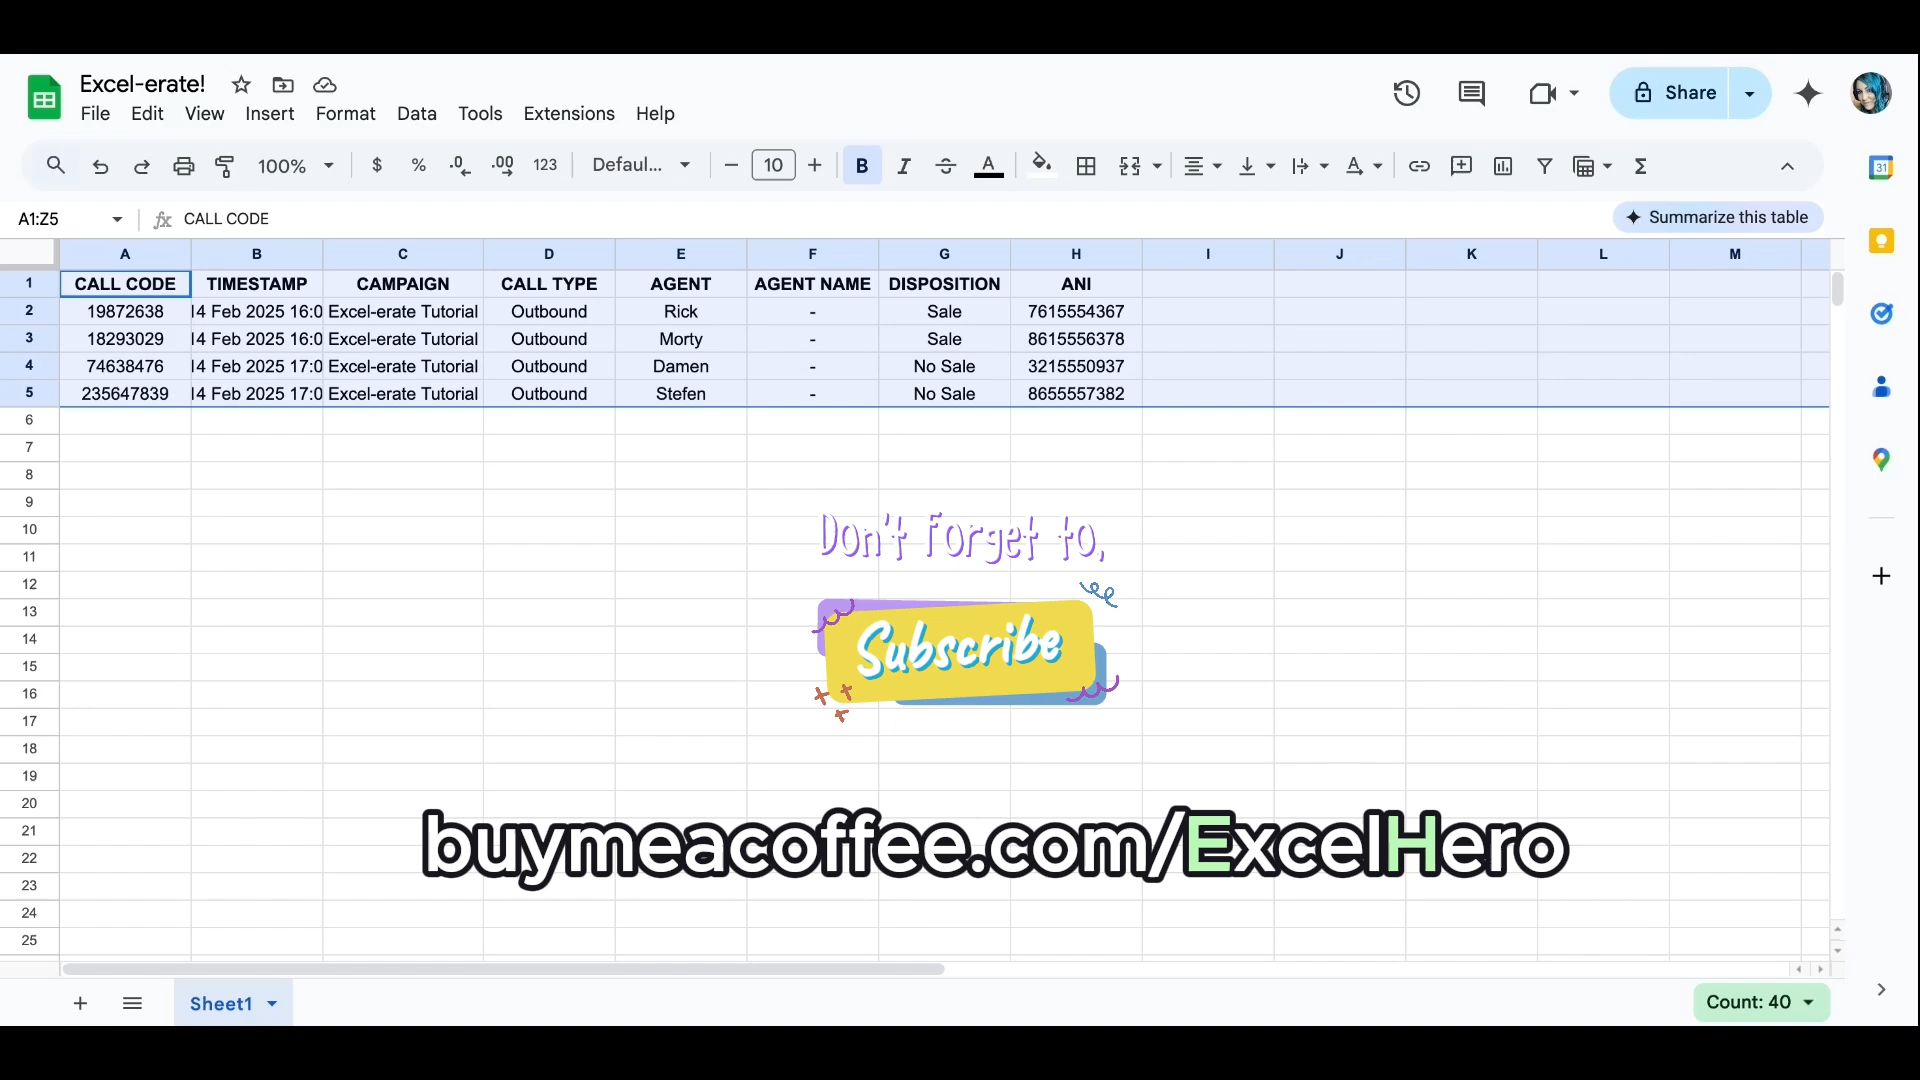 Excel-erate!
File Edit View Insert Format Data Tools Extensions Help
Share
100% $ % .0 .00 123 Defaul... 10 B I A Σ
31
A1:Z5 fx CALL CODE
Summarize this table
A B C D E F G H I J K L M
1 CALL CODE TIMESTAMP CAMPAIGN CALL TYPE AGENT AGENT NAME DISPOSITION ANI
2 19872638 14 Feb 2025 16:0 Excel-erate Tutorial Outbound Rick - Sale 7615554367
3 18293029 14 Feb 2025 16:0 Excel-erate Tutorial Outbound Morty - Sale 8615556378
4 74638476 14 Feb 2025 17:0 Excel-erate Tutorial Outbound Damen - No Sale 3215550937
5 235647839 14 Feb 2025 17:0 Excel-erate Tutorial Outbound Stefen - No Sale 8655557382
6
7
8
9
10
Don't forget to,
11
12
13
14
Subscribe
15
16
17
18
19
20
21
buymeacoffee.com/ExcelHero
22
23
24
25
Sheet1
Count: 40